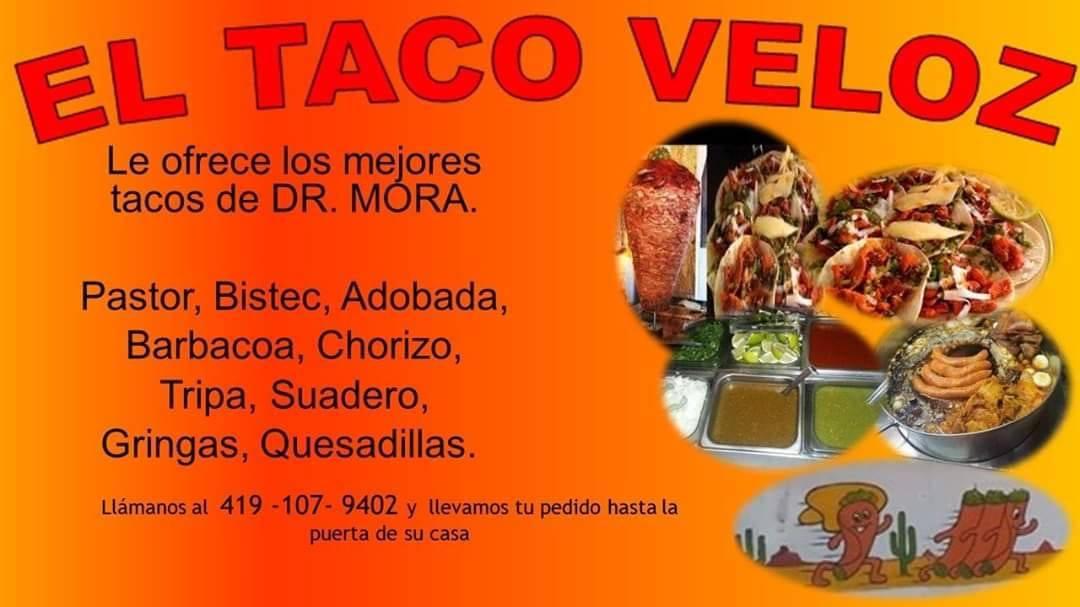 EL TACO VELOZ
Le ofrece los mejores
tacos de DR. MORA.
Pastor, Bistec, Adobada,
Barbacoa, Chorizo,
Tripa, Suadero,
Gringas, Quesadillas.
Llámanos al 419 -107- 9402 y llevamos tu pedido hasta la
puerta de su casa